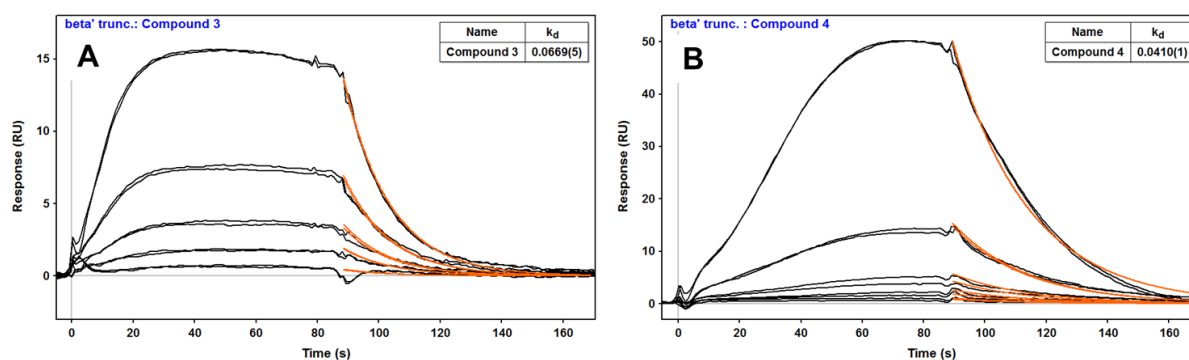 beta' trunc.: Compound 3
A
Name kd
Compound 3 0.0669(5)
Response (RU)
15
10
5
0
0 20 40 60 80 100 120 140 160
Time (s)
beta' trunc. : Compound 4
B
Name kd
Compound 4 0.0410(1)
Response (RU)
50
40
30
20
10
0
0 20 40 60 80 100 120 140 160
Time (s)